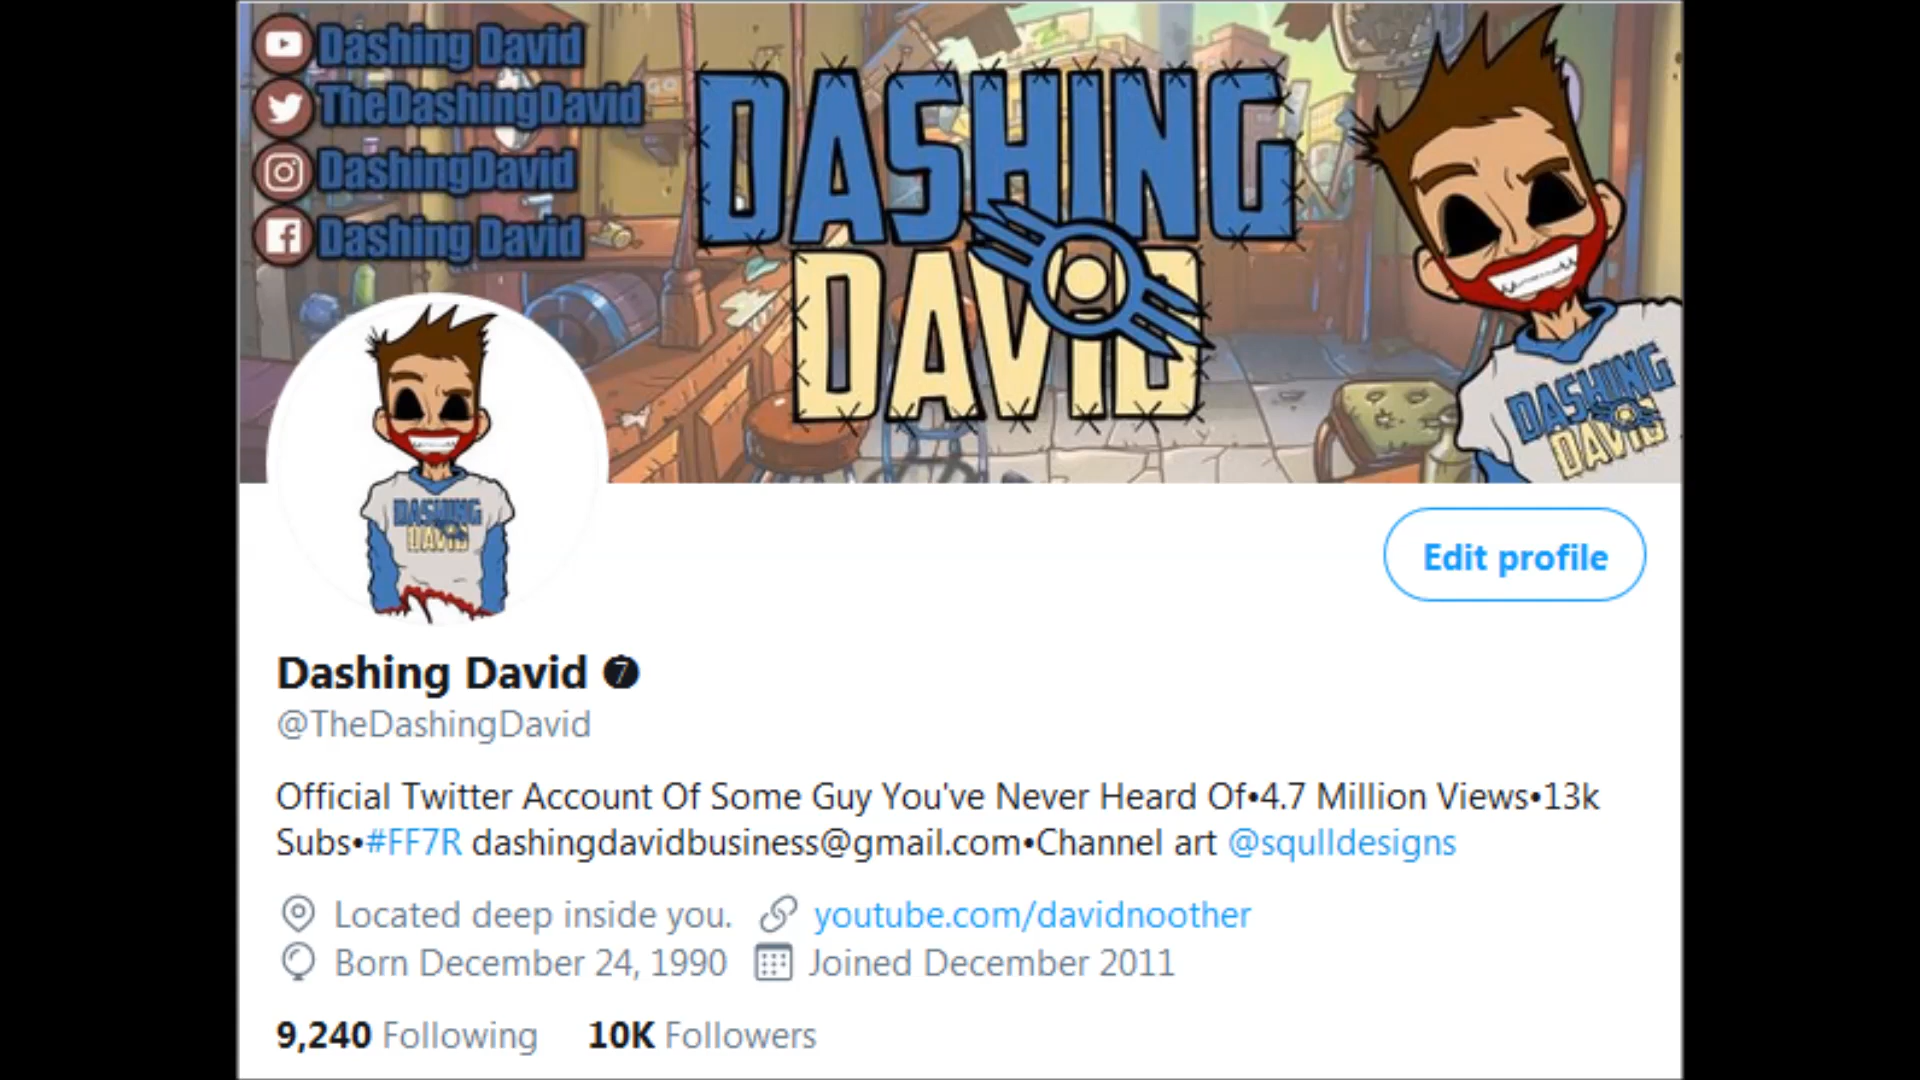 Dashing David
TheDashingDavid
DashingDavid
Dashing David
DASHING
DAVID
DASHING
DAVID
DASHING
DAVID
Edit profile
Dashing David ❼
@TheDashingDavid
Official Twitter Account Of Some Guy You've Never Heard Of•4.7 Million Views•13k
Subs•#FF7R dashingdavidbusiness@gmail.com•Channel art @squlldesigns
Located deep inside you. youtube.com/davidnoother
Born December 24, 1990 Joined December 2011
9,240 Following 10K Followers